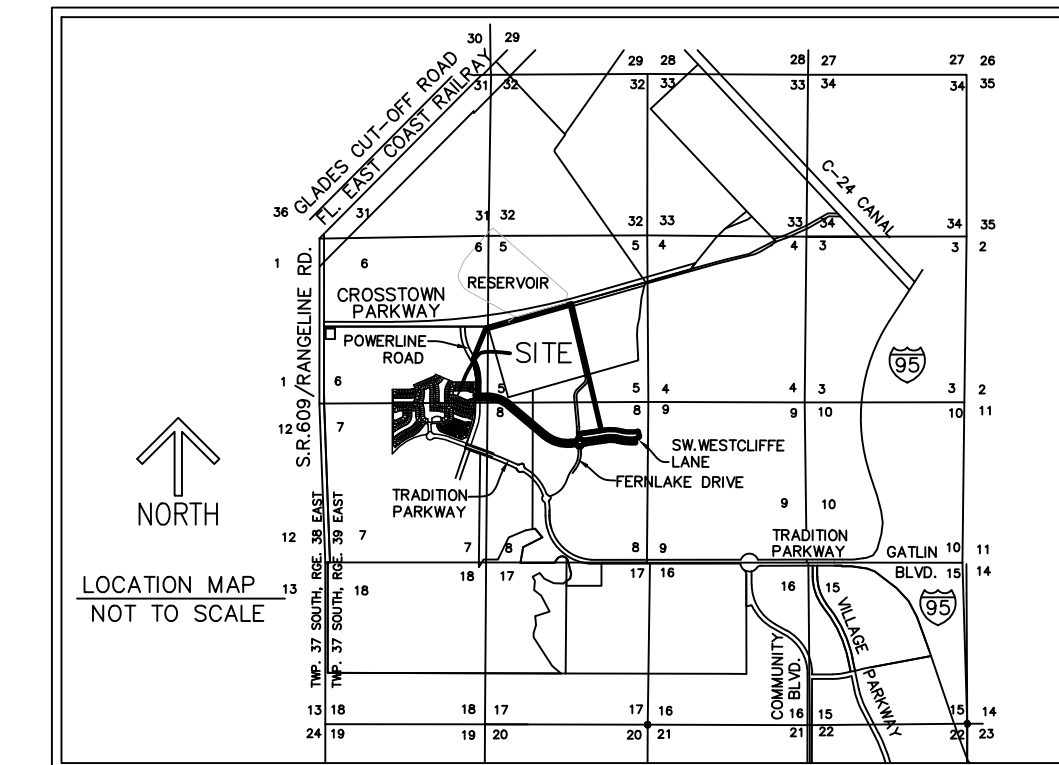 30 29
29 28
28 27
27 26
31 32
32 33
33 34
34 35
GLADES CUT-OFF ROAD
FL. EAST COAST RAILRAY
C-24 CANAL
36 31
31 32
32 33
33 34
34 35
1 6
6 5
5 4
4 3
3 2
RESERVOIR
CROSSTOWN
PARKWAY
S.R.609/RANGELINE RD.
POWERLINE
ROAD
SITE
95
1 6
5
5 4
4 3
3 2
12 7
8
8 9
9 10
10 11
SW.WESTCLIFFE
LANE
FERNLAKE DRIVE
TRADITION
PARKWAY
NORTH
9 10
12 7
7 8
8 9
TRADITION
PARKWAY
GATLIN
BLVD.
10 11
13 18
18 17
17 16
16 15
15 14
95
LOCATION MAP
NOT TO SCALE
TWP. 37 SOUTH, RGE. 38 EAST
TWP. 37 SOUTH, RGE. 39 EAST
COMMUNITY
BLVD.
VILLAGE PARKWAY
13 18
18 17
17 16
16 15
15 14
24 19
19 20
20 21
21 22
22 23